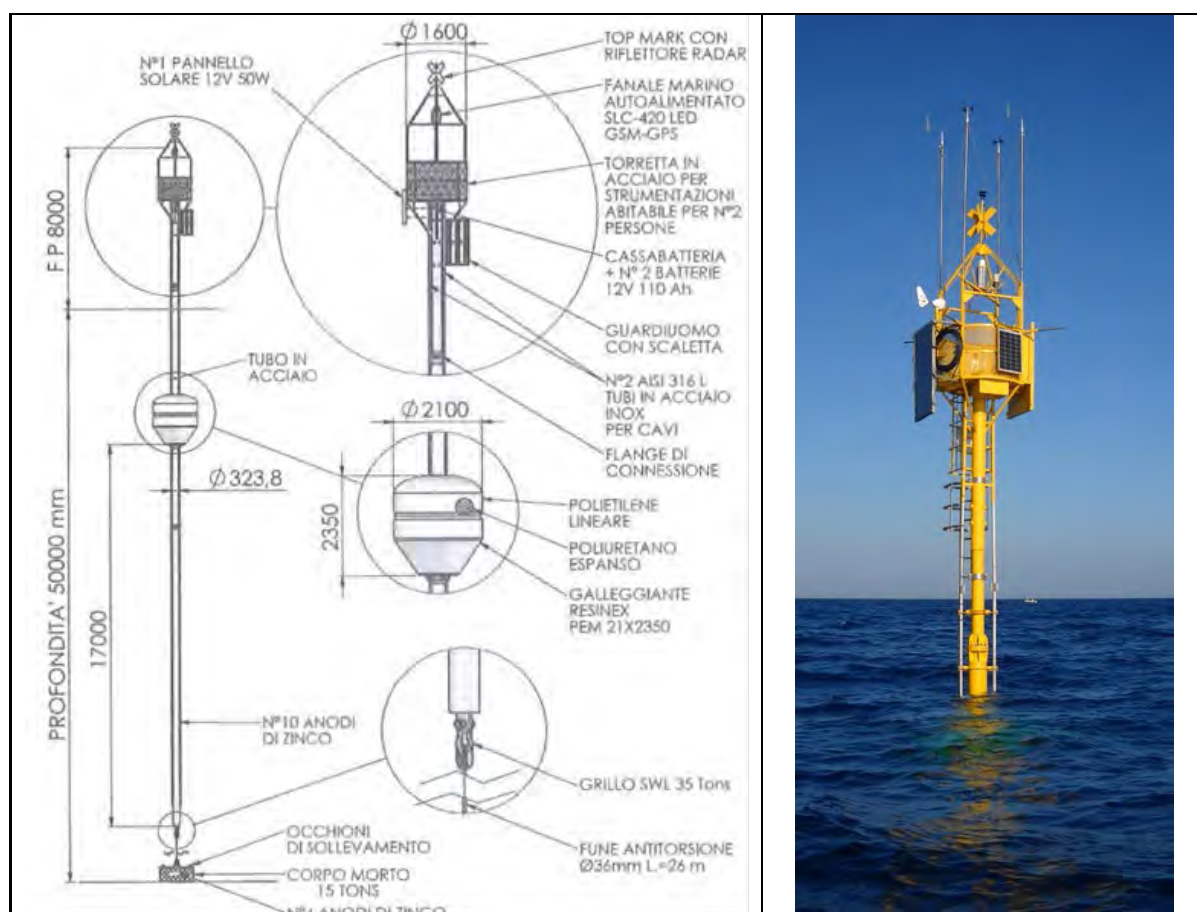 Ø1600
TOP MARK CON
RIFLETTORE RADAR
N°1 PANNELLO
SOLARE 12V 50W
FANALE MARINO
AUTOALIMENTATO
SLC-420 LED
GSM-GPS
TORRETTA IN
ACCIAIO PER
STRUMENTAZIONI
ABITABILE PER N°2
PERSONE
F P 8000
CASSABATTERIA
+ N° 2 BATTERIE
12V 110 Ah
GUARDIUOMO
CON SCALETTA
TUBO IN
ACCIAIO
N°2 AISI 316 L
TUBI IN ACCIAIO
INOX
PER CAVI
Ø2100
FLANGE DI
CONNESSIONE
Ø323,8
2350
POLIETILENE
LINEARE
POLIURETANO
ESPANSO
GALLEGGIANTE
RESINEX
PEM 21X2350
PROFONDITA' 50000 mm
17000
N°10 ANODI
DI ZINCO
GRILLO SWL 35 Tons
OCCHIONI
DI SOLLEVAMENTO
FUNE ANTITORSIONE
Ø36mm L.=26 m
CORPO MORTO
15 TONS
ANODI DI ZINCO